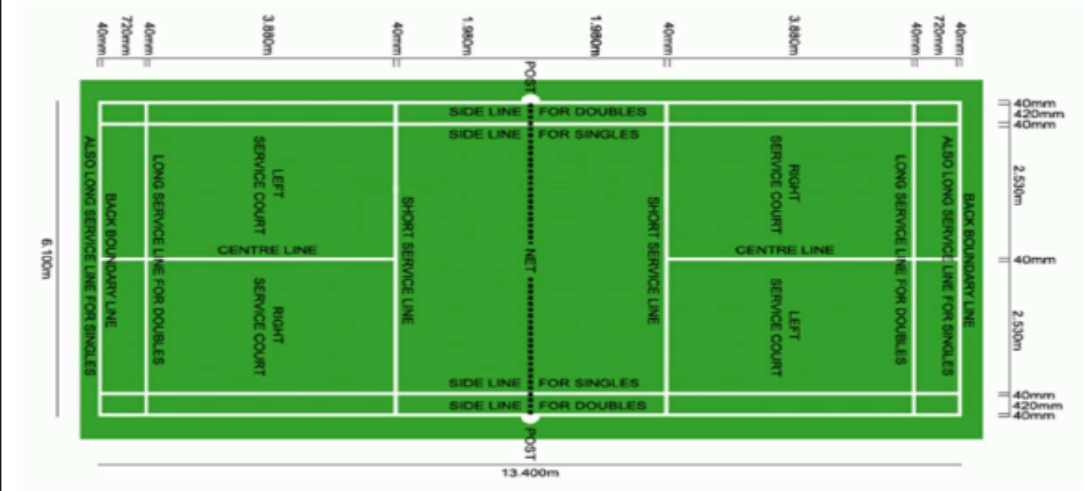 40mm
720mm
40mm
3.880m
40mm
1.980m
1.980m
40mm
3.880m
40mm
720mm
40mm
POST
SIDE LINE FOR DOUBLES
SIDE LINE FOR SINGLES
40mm
420mm
40mm
2.530m
40mm
2.530m
40mm
420mm
40mm
6.100m
ALSO LONG SERVICE LINE FOR SINGLES
BACK BOUNDARY LINE
LONG SERVICE LINE FOR DOUBLES
LEFT
SERVICE COURT
CENTRE LINE
RIGHT
SERVICE COURT
SHORT SERVICE LINE
NET
SHORT SERVICE LINE
RIGHT
SERVICE COURT
CENTRE LINE
LEFT
SERVICE COURT
LONG SERVICE LINE FOR DOUBLES
ALSO LONG SERVICE LINE FOR SINGLES
BACK BOUNDARY LINE
SIDE LINE FOR SINGLES
SIDE LINE FOR DOUBLES
POST
13.400m